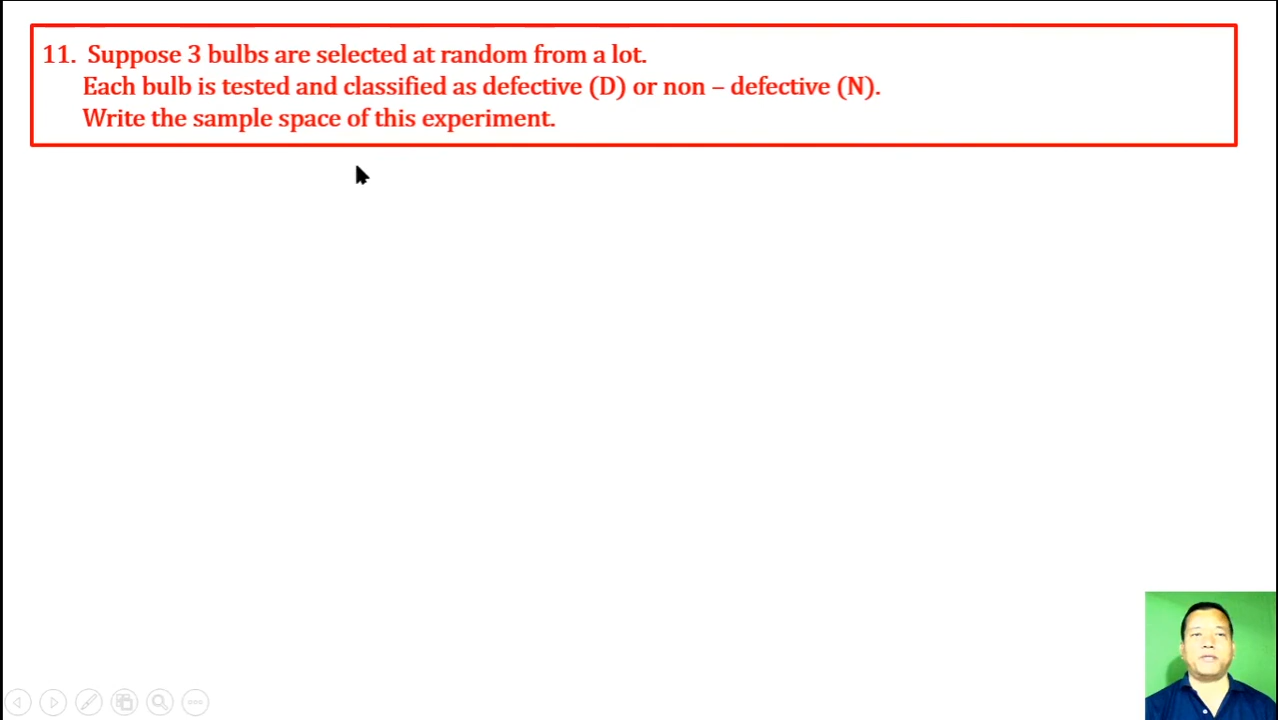 11. Suppose 3 bulbs are selected at random from a lot.
Each bulb is tested and classified as defective (D) or non – defective (N).
Write the sample space of this experiment.